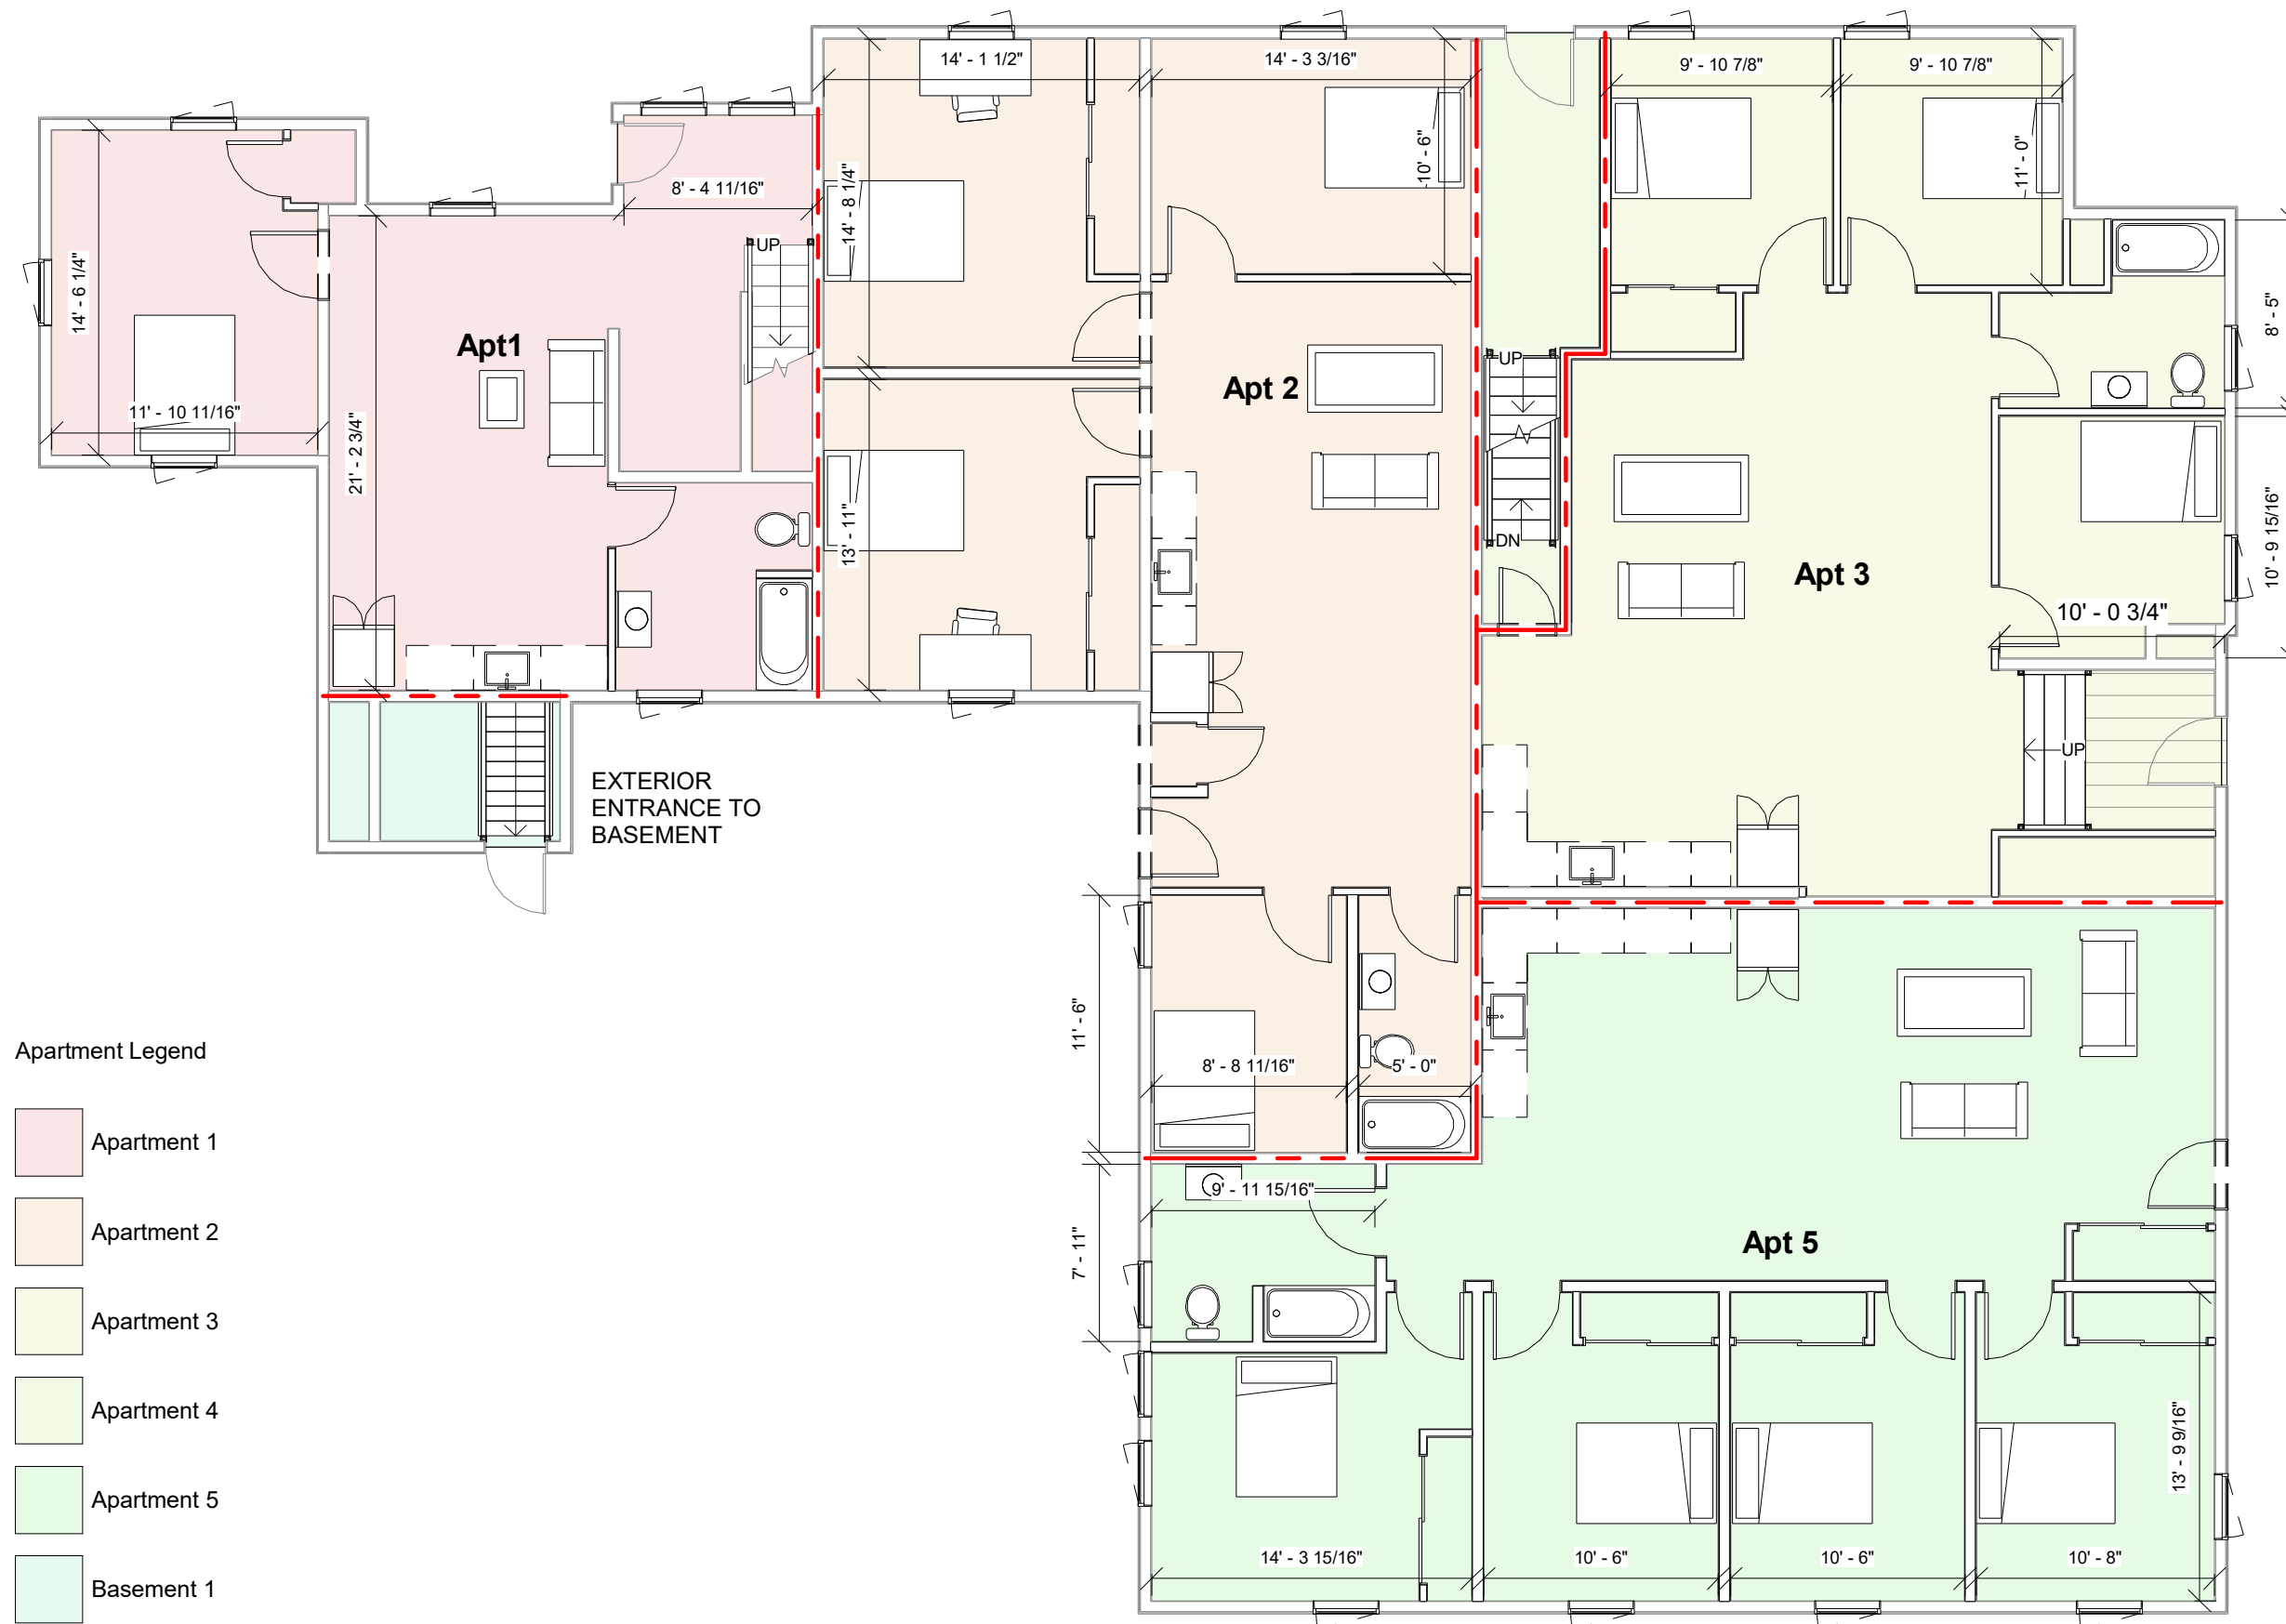 14' - 1 1/2"
14' - 3 3/16"
9' - 10 7/8"
9' - 10 7/8"
10' - 6"
11' - 0"
8' - 4 11/16"
14' - 8 1/4"
14' - 6 1/4"
UP
8' - 5"
Apt1
UP
Apt 2
11' - 10 11/16"
21' - 2 3/4"
13' - 11"
DN
10' - 9 15/16"
Apt 3
10' - 0 3/4"
UP
EXTERIOR
ENTRANCE TO
BASEMENT
11' - 6"
8' - 8 11/16"
5' - 0"
9' - 11 15/16"
7' - 11"
Apt 5
13' - 9 9/16"
14' - 3 15/16"
10' - 6"
10' - 6"
10' - 8"
Apartment Legend
Apartment 1
Apartment 2
Apartment 3
Apartment 4
Apartment 5
Basement 1